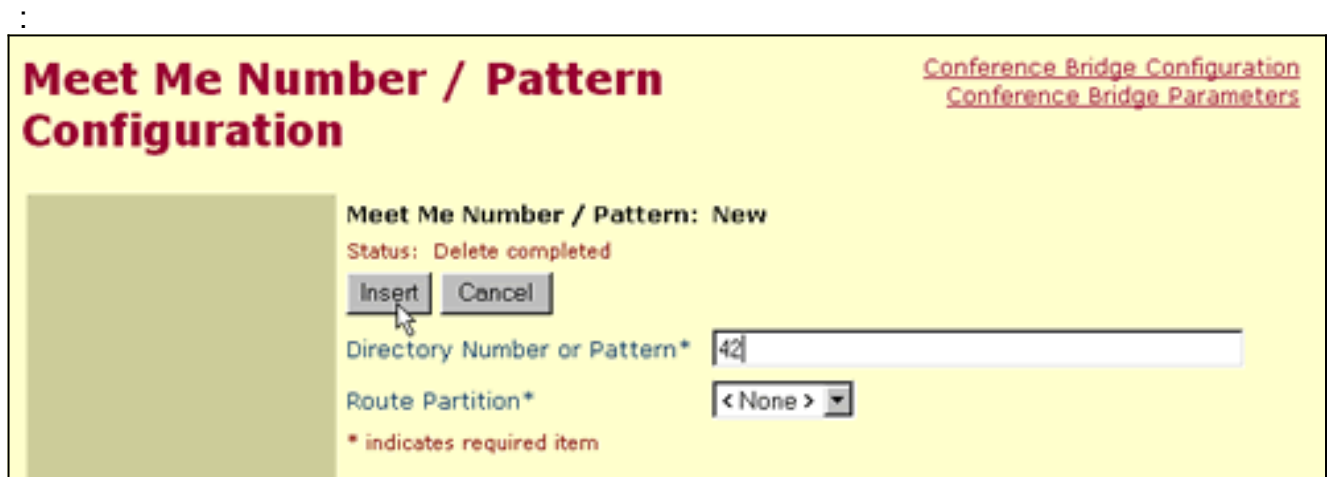 :
Meet Me Number / Pattern
Configuration
Conference Bridge Configuration
Conference Bridge Parameters
Meet Me Number / Pattern: New
Status: Delete completed
Insert Cancel
Directory Number or Pattern* 42
Route Partition* < None >
* indicates required item